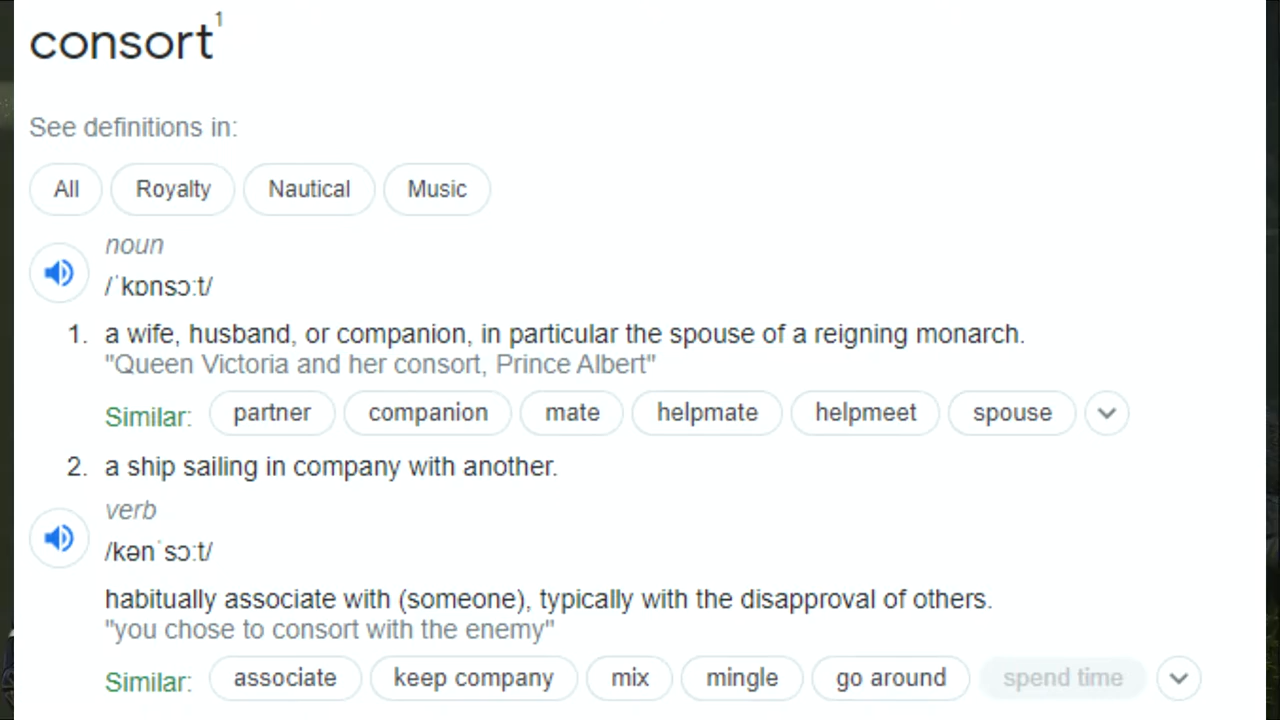 consort¹
See definitions in:
All Royalty Nautical Music
noun
/ˈkɒnsɔːt/
1. a wife, husband, or companion, in particular the spouse of a reigning monarch.
"Queen Victoria and her consort, Prince Albert"
Similar: partner companion mate helpmate helpmeet spouse
2. a ship sailing in company with another.
verb
/kənˈsɔːt/
habitually associate with (someone), typically with the disapproval of others.
"you chose to consort with the enemy"
Similar: associate keep company mix mingle go around spend time